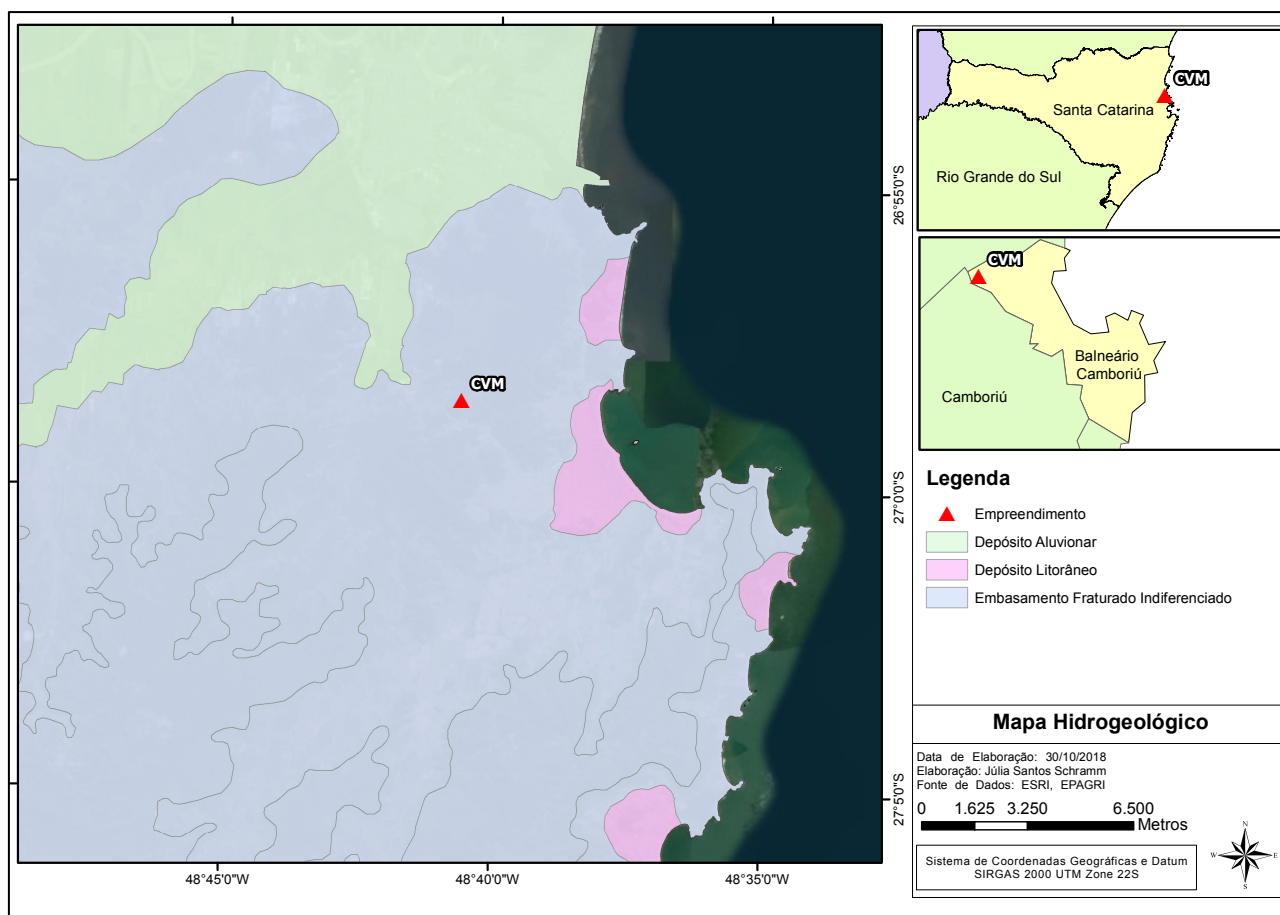 CVM
48°45'0"W
48°40'0"W
48°35'0"W
26°55'0"S
27°0'0"S
27°5'0"S
CVM
Santa Catarina
Rio Grande do Sul
CVM
Balneário
Camboriú
Camboriú
Legenda
Empreendimento
Depósito Aluvionar
Depósito Litorâneo
Embasamento Fraturado Indiferenciado
Mapa Hidrogeológico
Data de Elaboração: 30/10/2018
Elaboração: Júlia Santos Schramm
Fonte de Dados: ESRI, EPAGRI
0 1.625 3.250 6.500
Metros
Sistema de Coordenadas Geográficas e Datum
SIRGAS 2000 UTM Zone 22S
N
W E
S